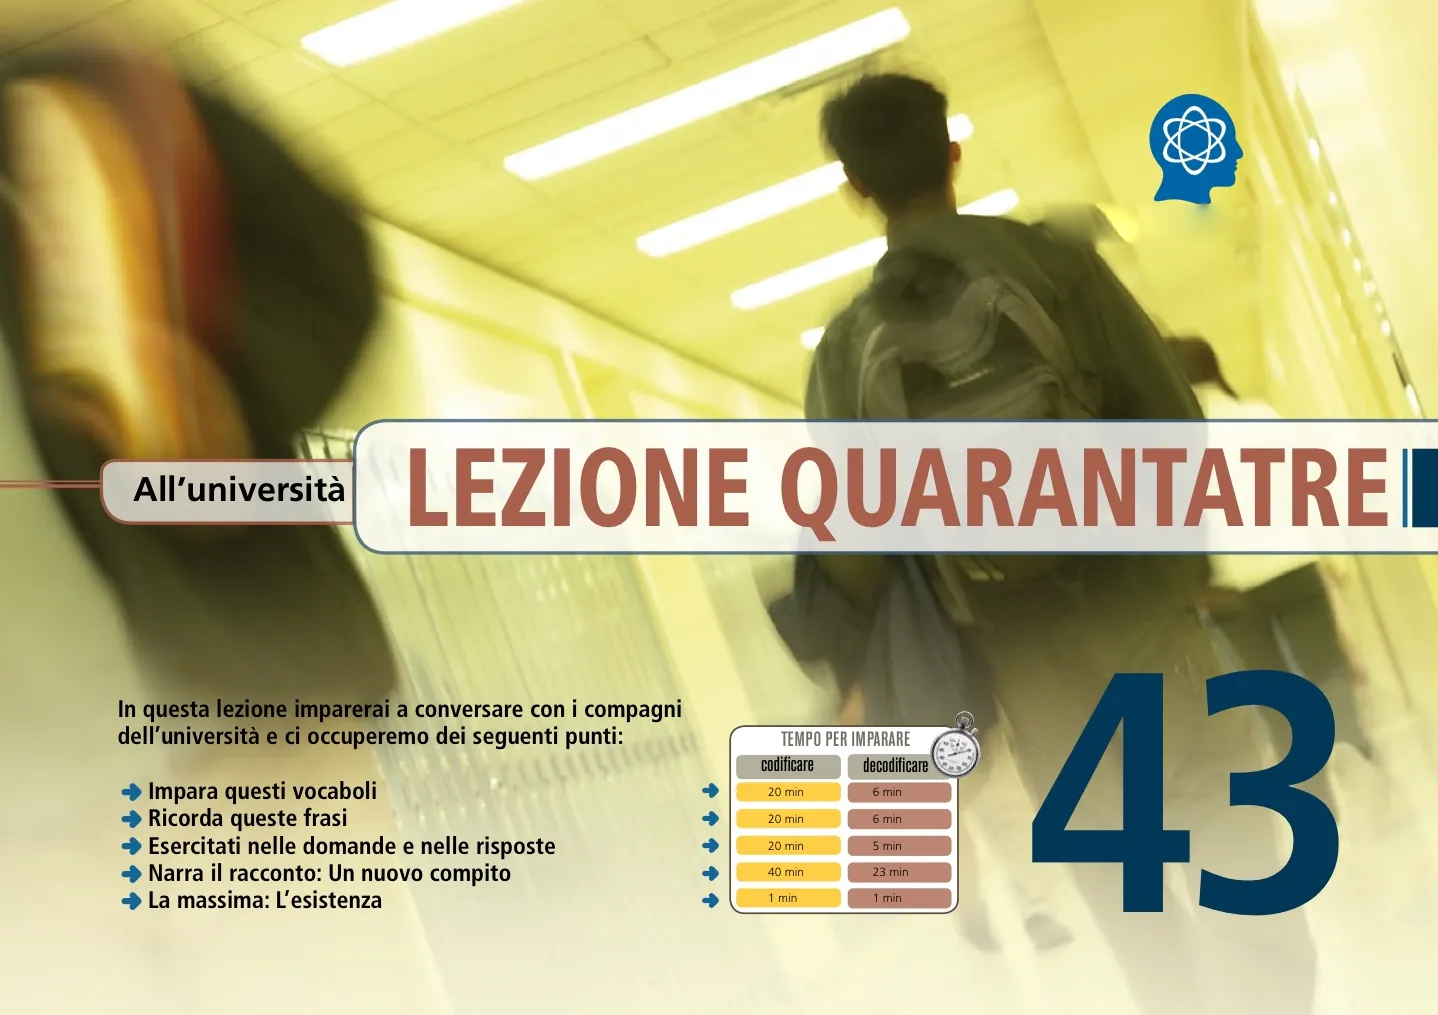 All'università
LEZIONE QUARANTATRE
In questa lezione imparerai a conversare con i compagni
dell'università e ci occuperemo dei seguenti punti:
Impara questi vocaboli
Ricorda queste frasi
Esercitati nelle domande e nelle risposte
Narra il racconto: Un nuovo compito
La massima: L'esistenza
TEMPO PER IMPARARE
codificare decodificare
20 min 6 min
20 min 6 min
20 min 5 min
40 min 23 min
1 min 1 min
43